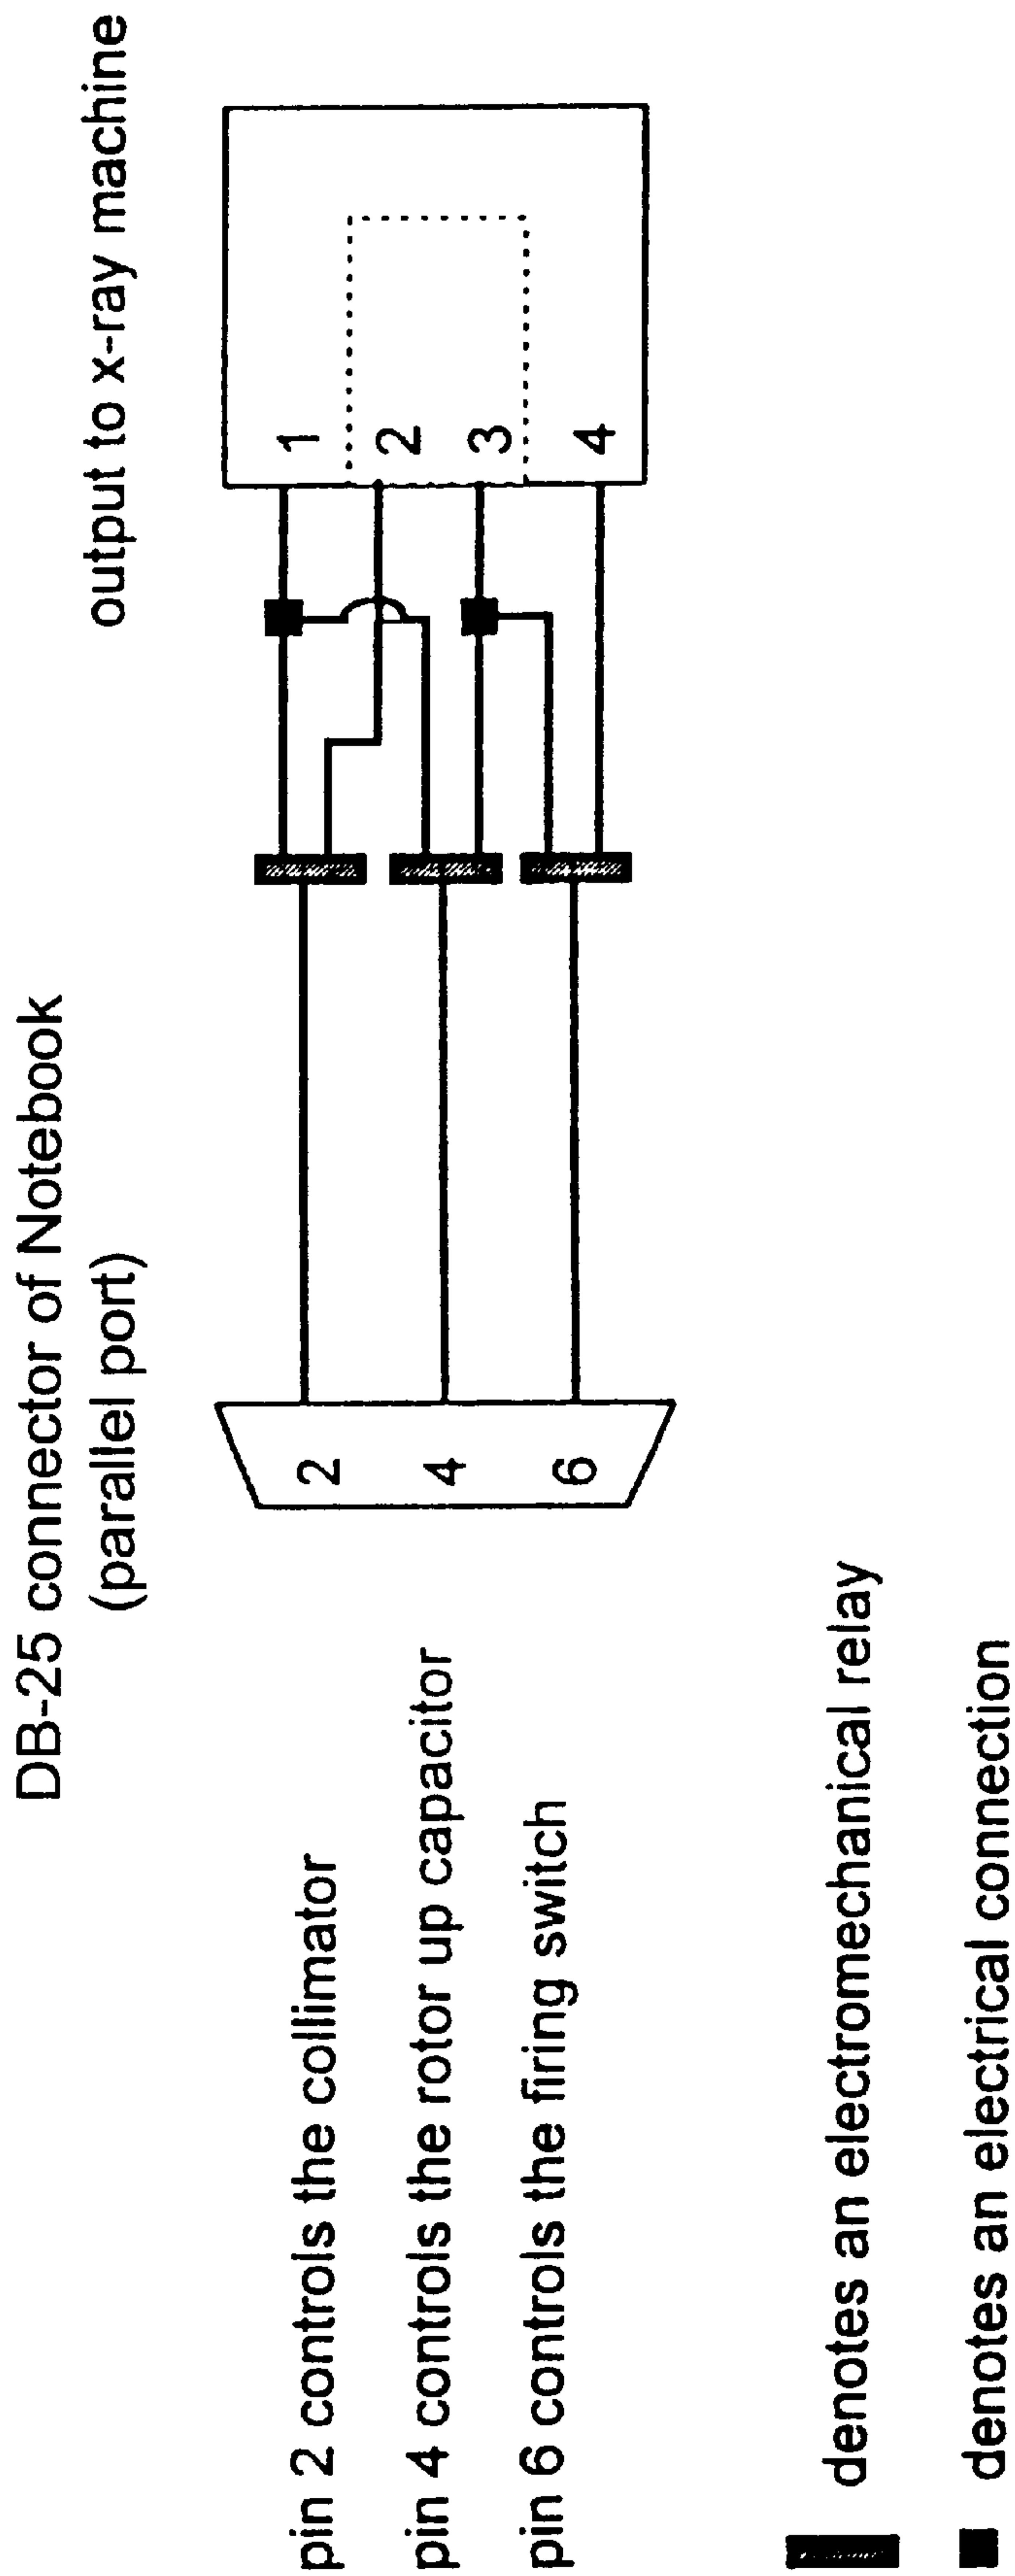 DB-25 connector of Notebook
(parallel port)
output to x-ray machine
pin 2 controls the collimator
pin 4 controls the rotor up capacitor
pin 6 controls the firing switch
2
4
6
1
2
3
4
denotes an electromechanical relay
denotes an electrical connection